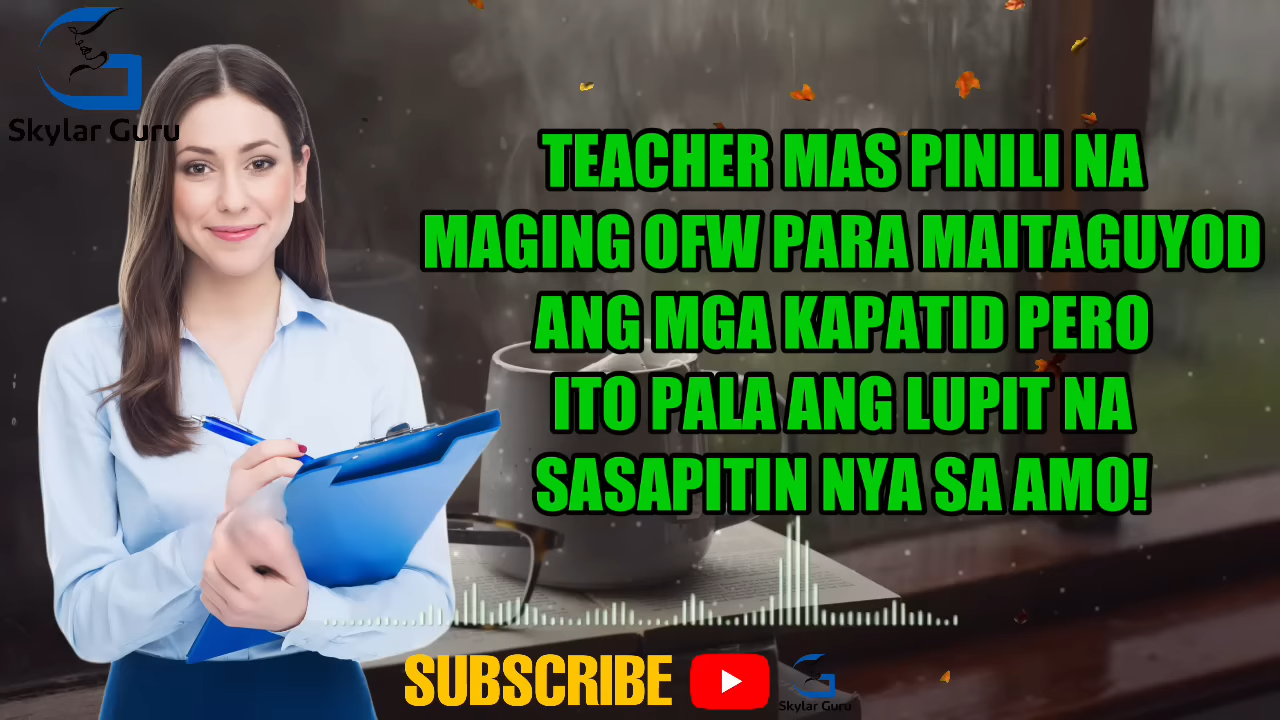 Skylar Guru
TEACHER MAS PINILI NA
MAGING OFW PARA MAITAGUYOD
ANG MGA KAPATID PERO
ITO PALA ANG LUPIT NA
SASAPITIN NYA SA AMO!
SUBSCRIBE
Skylar Guru